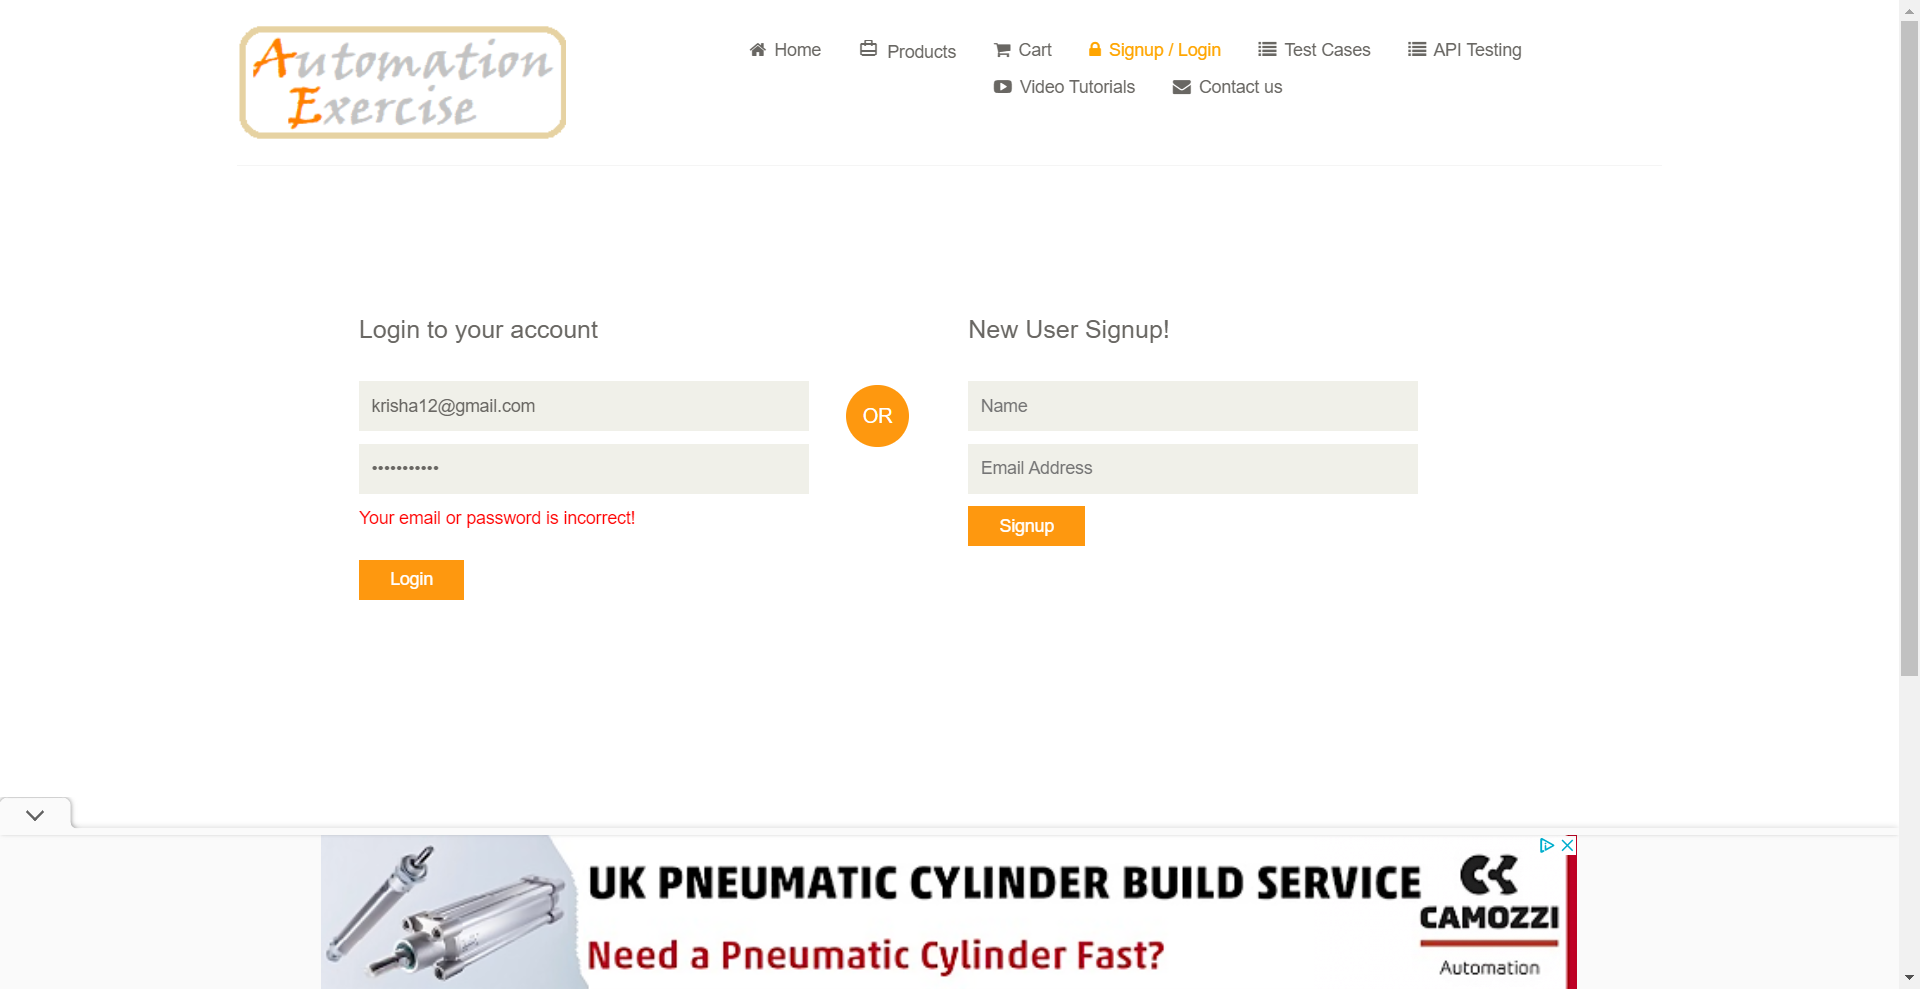 Automation
Exercise
Home
Products
Cart
Signup / Login
Test Cases
API Testing
Video Tutorials
Contact us
Login to your account
New User Signup!
krisha12@gmail.com
OR
Name
•••••••••••
Email Address
Your email or password is incorrect!
Signup
Login
UK PNEUMATIC CYLINDER BUILD SERVICE
Need a Pneumatic Cylinder Fast?
CAMOZZI
Automation